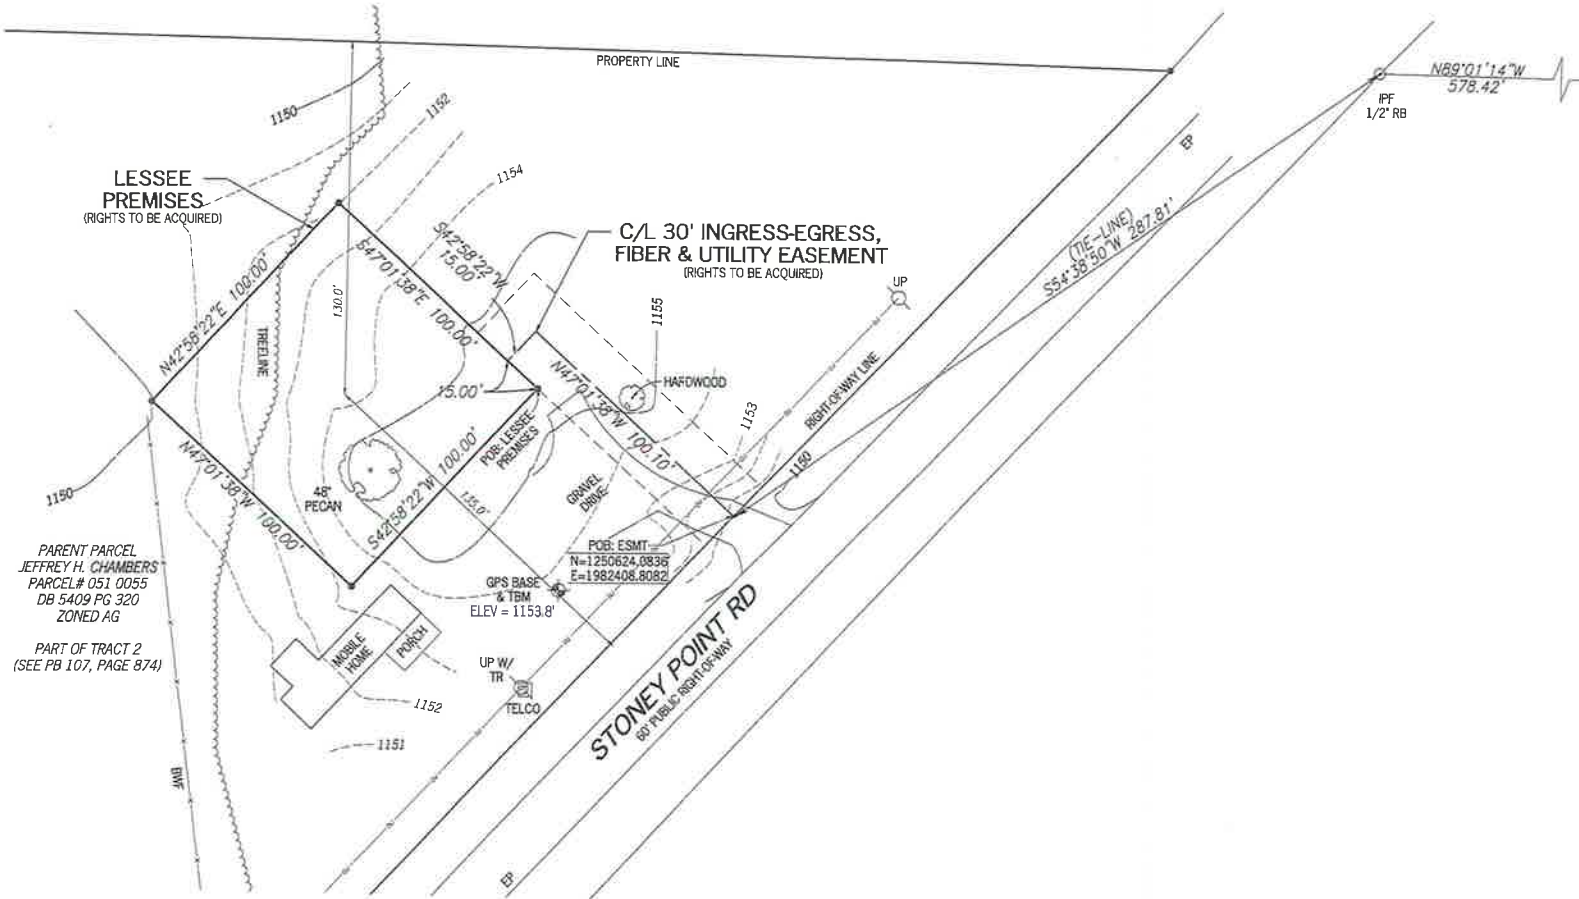 PROPERTY LINE
N89°01'14"W
578.42'
IPF
1/2" RB
1150
1152
EP
1154
LESSEE
PREMISES
(RIGHTS TO BE ACQUIRED)
C/L 30' INGRESS-EGRESS,
FIBER & UTILITY EASEMENT
(RIGHTS TO BE ACQUIRED)
(TIE-LINE)
S54°38'50"W 287.81'
S42°58'22"W
15.00'
S47°01'38"E 100.00'
N42°58'22"E 100.00'
130.0'
UP
1155
TREELINE
HARDWOOD
N47°01'38"W 100.10'
RIGHT-OF-WAY LINE
15.00'
1153
POB: LESSEE
PREMISES
1150
N47°01'38"W 100.00'
S42°58'22"W 100.00'
48"
PECAN
135.0'
GRAVEL
DRIVE
1150
POB: ESMT
N=1250624.0836
E=1982408.8082
PARENT PARCEL
JEFFREY H. CHAMBERS
PARCEL# 051 0055
DB 5409 PG 320
ZONED AG
PART OF TRACT 2
(SEE PB 107, PAGE 874)
GPS BASE
& TBM
ELEV = 1153.8'
MOBILE
HOME
PORCH
UP W/
TR
TELCO
1152
1151
STONEY POINT RD
60' PUBLIC RIGHT-OF-WAY
BWF
EP